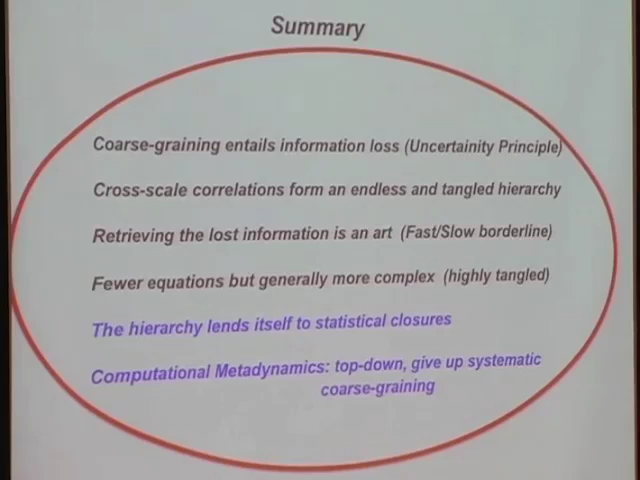 Summary
Coarse-graining entails information loss (Uncertainity Principle)
Cross-scale correlations form an endless and tangled hierarchy
Retrieving the lost information is an art (Fast/Slow borderline)
Fewer equations but generally more complex (highly tangled)
The hierarchy lends itself to statistical closures
Computational Metadynamics: top-down, give up systematic
coarse-graining